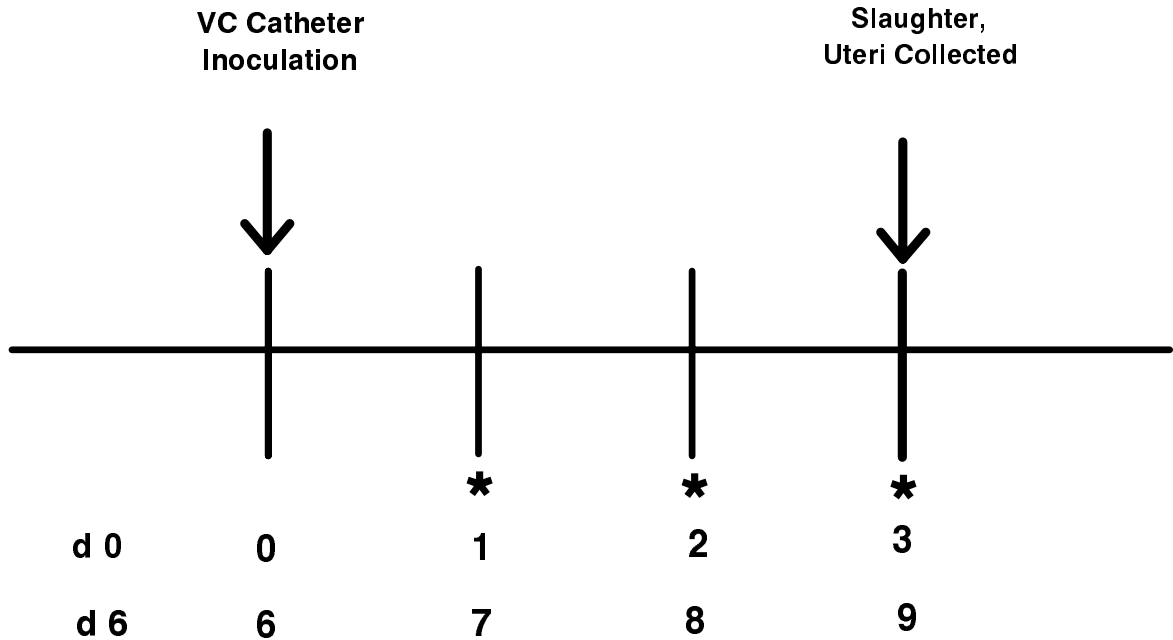 VC Catheter
Inoculation
Slaughter,
Uteri Collected
* * *
d 0 0 1 2 3
d 6 6 7 8 9